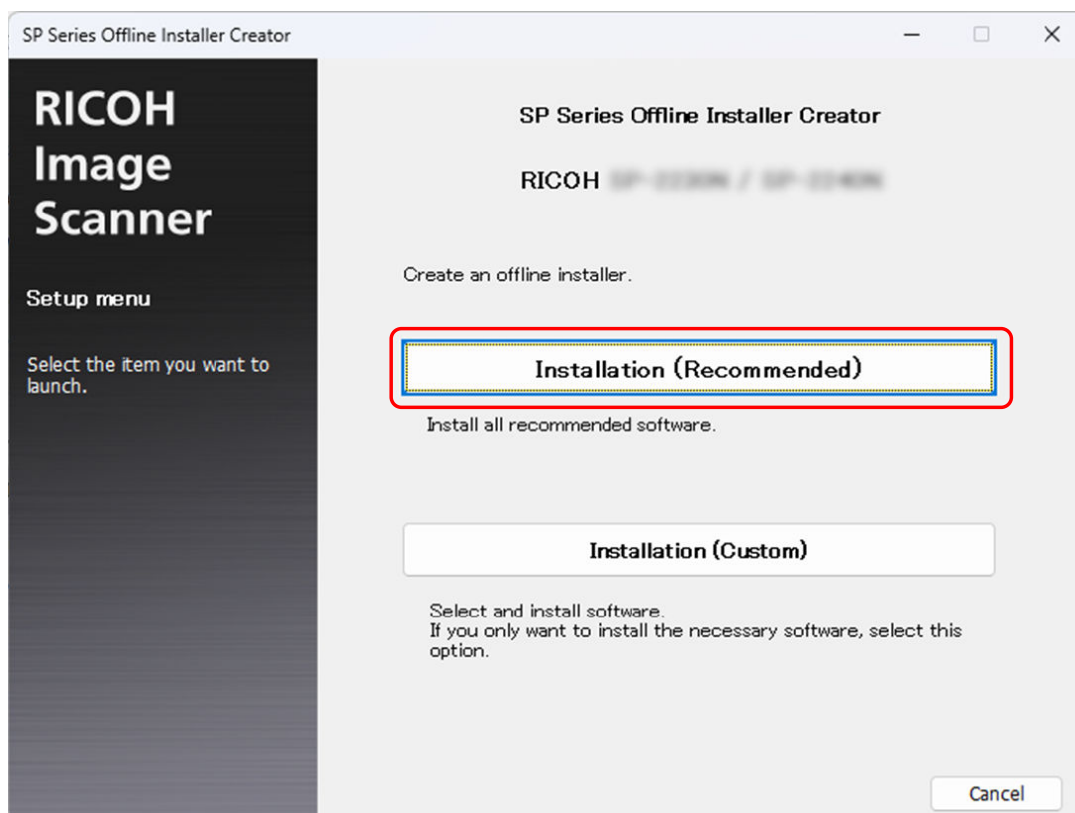 SP Series Offline Installer Creator
RICOH
Image
Scanner
Setup menu
Select the item you want to
launch.
SP Series Offline Installer Creator
RICOH
Create an offline installer.
Installation (Recommended)
Install all recommended software.
Installation (Custom)
Select and install software.
If you only want to install the necessary software, select this
option.
Cancel